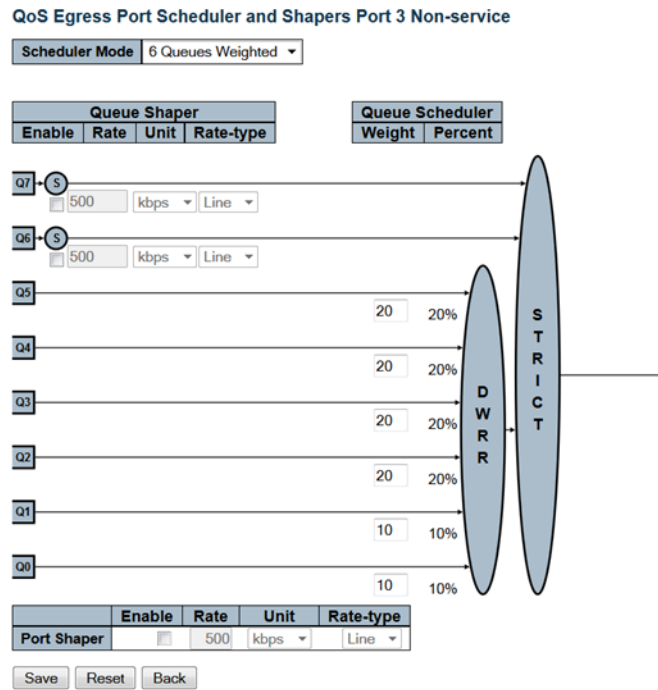 QoS Egress Port Scheduler and Shapers Port 3 Non-service
Scheduler Mode 6 Queues Weighted
Queue Shaper Queue Scheduler
Enable Rate Unit Rate-type Weight Percent
Q7 S
500 kbps Line
Q6 S
500 kbps Line
Q5
20 20%
Q4
20 20%
Q3
20 20%
Q2
20 20%
Q1
10 10%
Q0
10 10%
DWRR
STRICT
Enable Rate Unit Rate-type
Port Shaper 500 kbps Line
Save Reset Back